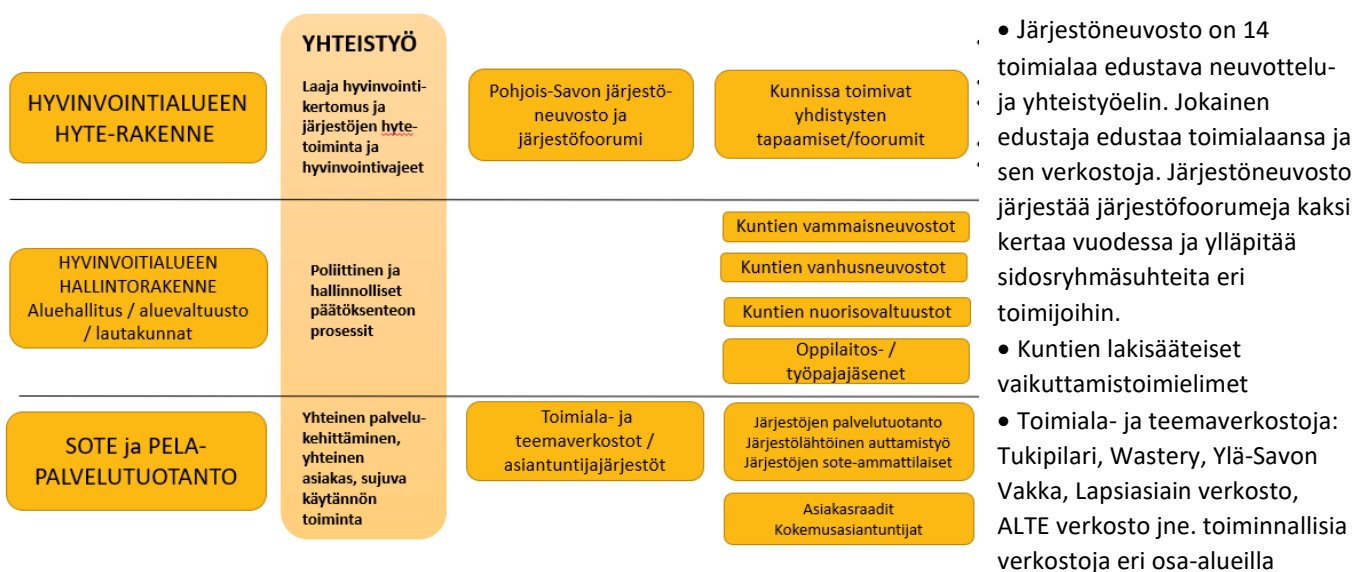 YHTEISTYÖ
HYVINVOINTIALUEEN
HYTE-RAKENNE
Laaja hyvinvointi-
kertomus ja
järjestöjen hyte-
toiminta ja
hyvinvointivajeet
Pohjois-Savon järjestö-
neuvosto ja
järjestöfoorumi
Kunnissa toimivat
yhdistysten
tapaamiset/foorumit
HYVINVOITIALUEEN
HALLINTORAKENNE
Aluehallitus / aluevaltuusto
/ lautakunnat
Poliittinen ja
hallinnolliset
päätöksenteon
prosessit
Kuntien vammaisneuvostot
Kuntien vanhusneuvostot
Kuntien nuorisovaltuustot
Oppilaitos- /
työpajajäsenet
SOTE ja PELA-
PALVELUTUOTANTO
Yhteinen palvelu-
kehittäminen,
yhteinen
asiakas, sujuva
käytännön
toiminta
Toimiala- ja
teemaverkostot /
asiantuntijajärjestöt
Järjestöjen palvelutuotanto
Järjestölähtöinen auttamistyö
Järjestöjen sote-ammattilaiset
Asiakasraadit
Kokemusasiantuntijat
• Järjestöneuvosto on 14
toimialaa edustava neuvottelu-
ja yhteistyöelin. Jokainen
edustaja edustaa toimialaansa ja
sen verkostoja. Järjestöneuvosto
järjestää järjestöfoorumeja kaksi
kertaa vuodessa ja ylläpitää
sidosryhmäsuhteita eri
toimijoihin.
• Kuntien lakisääteiset
vaikuttamistoimielimet
• Toimiala- ja teemaverkostoja:
Tukipilari, Wastery, Ylä-Savon
Vakka, Lapsiasiain verkosto,
ALTE verkosto jne. toiminnallisia
verkostoja eri osa-alueilla